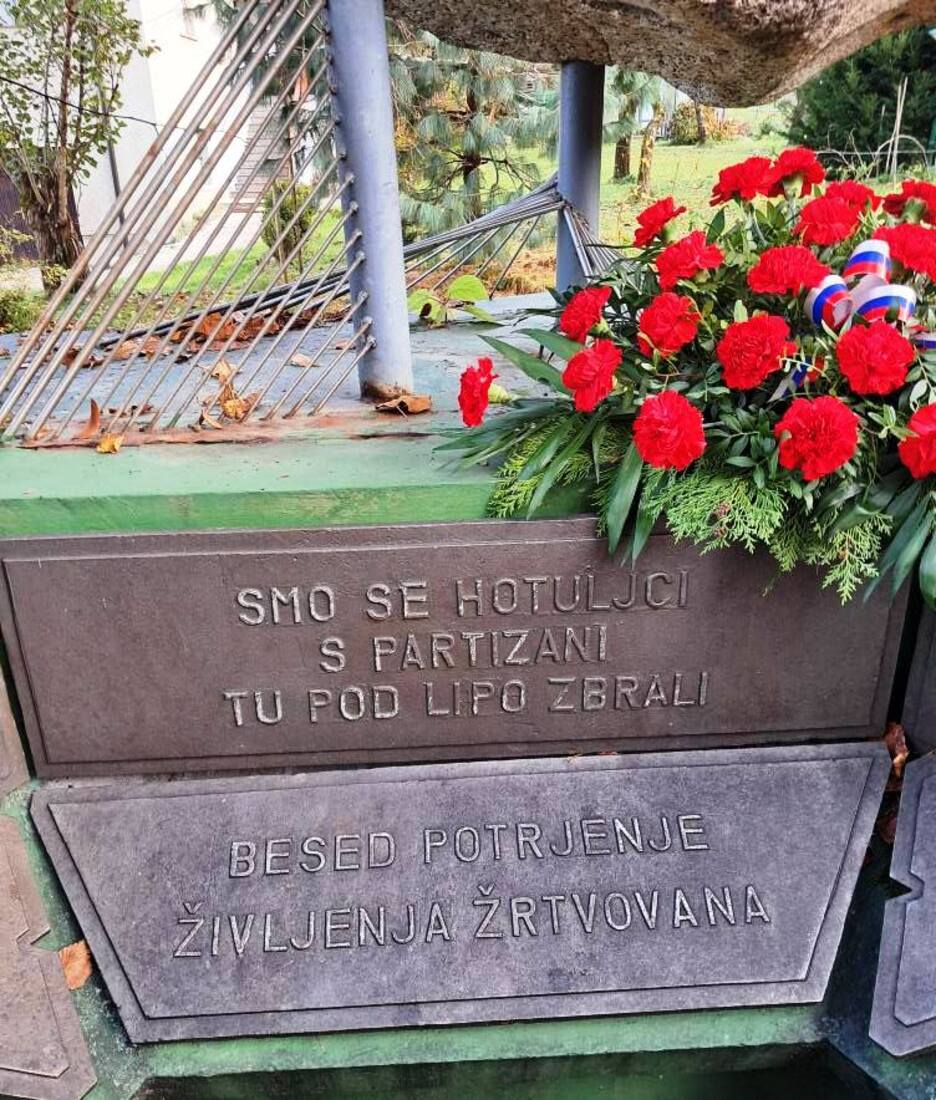 SMO SE HOTULJCI
S PARTIZANI
TU POD LIPO ZBRALI
BESED POTRJENJE
ŽIVLJENJA ŽRTVOVANA